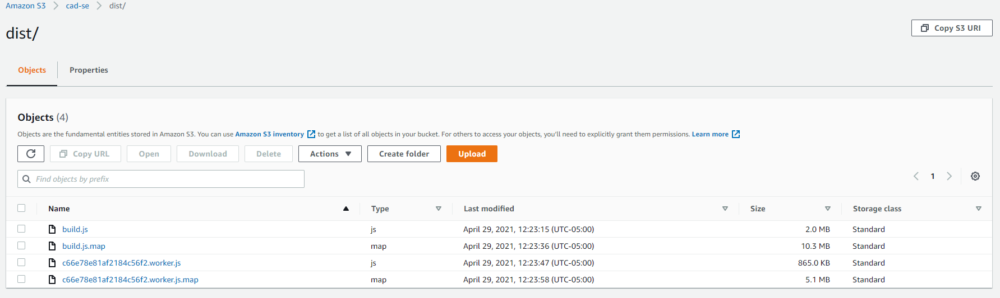 Amazon S3 > cad-se > dist/
dist/
Copy S3 URI
Objects Properties
Objects (4)
Objects are the fundamental entities stored in Amazon S3. You can use Amazon S3 inventory to get a list of all objects in your bucket. For others to access your objects, you'll need to explicitly grant them permissions. Learn more
Copy URL Open Download Delete Actions Create folder Upload
Find objects by prefix
1
Name Type Last modified Size Storage class
build.js js April 29, 2021, 12:23:15 (UTC-05:00) 2.0 MB Standard
build.js.map map April 29, 2021, 12:23:36 (UTC-05:00) 10.3 MB Standard
c66e78e81af2184c56f2.worker.js js April 29, 2021, 12:23:47 (UTC-05:00) 865.0 KB Standard
c66e78e81af2184c56f2.worker.js.map map April 29, 2021, 12:23:58 (UTC-05:00) 5.1 MB Standard